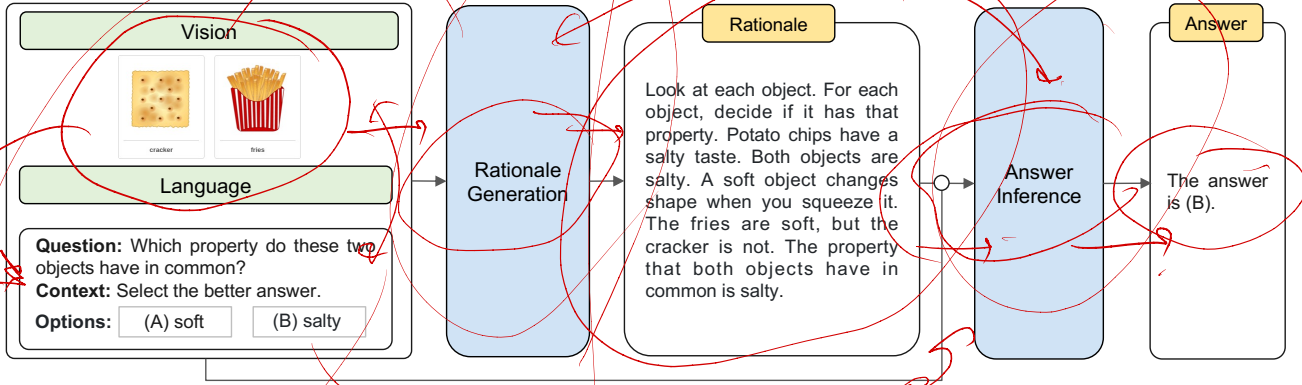 Vision
cracker
fries
Language
Question: Which property do these two
objects have in common?
Context: Select the better answer.
Options: (A) soft (B) salty
Rationale
Generation
Rationale
Look at each object. For each
object, decide if it has that
property. Potato chips have a
salty taste. Both objects are
salty. A soft object changes
shape when you squeeze it.
The fries are soft, but the
cracker is not. The property
that both objects have in
common is salty.
Answer
Inference
Answer
The answer
is (B).